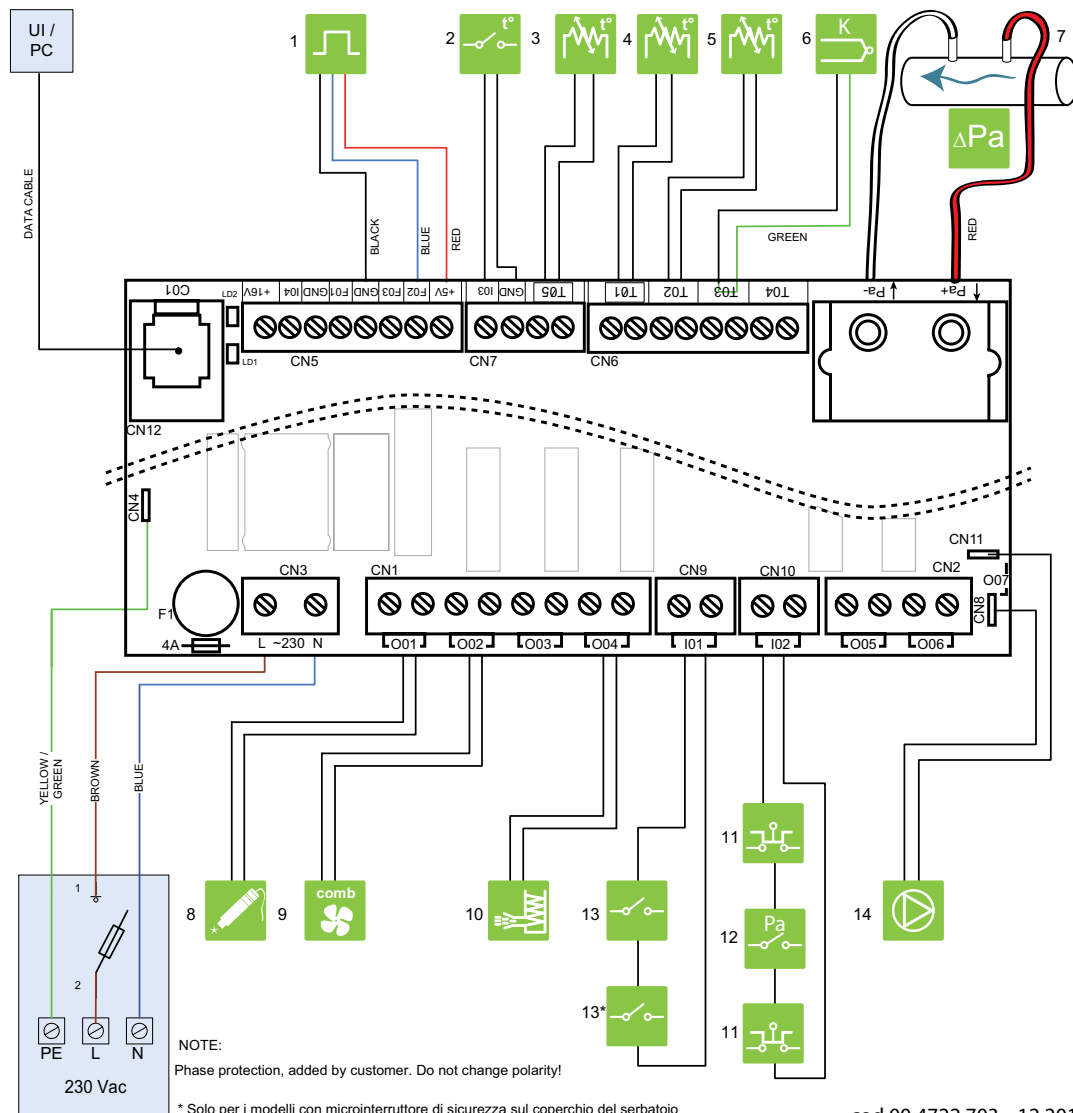 UI /
PC
1
2
t°
3
t°
4
t°
5
t°
6
K
7
ΔPa
DATA CABLE
BLACK
BLUE
RED
GREEN
RED
C01
LD2
+16V
I04
GND
F01
GND
F03
F02
+5V
I03
GND
T05
T01
T02
T03
T04
Pa-
Pa+
LD1
CN5
CN7
CN6
CN12
CN4
CN11
F1
CN3
CN1
CN9
CN10
CN2
O07
CN8
4A
L ~230 N
O01
O02
O03
O04
I01
I02
O05
O06
YELLOW /
GREEN
BROWN
BLUE
1
2
PE
L
N
230 Vac
8
9
comb
10
13
13*
11
12
Pa
11
14
NOTE:
Phase protection, added by customer. Do not change polarity!
* Solo per i modelli con microinterruttore di sicurezza sul coperchio del serbatoio